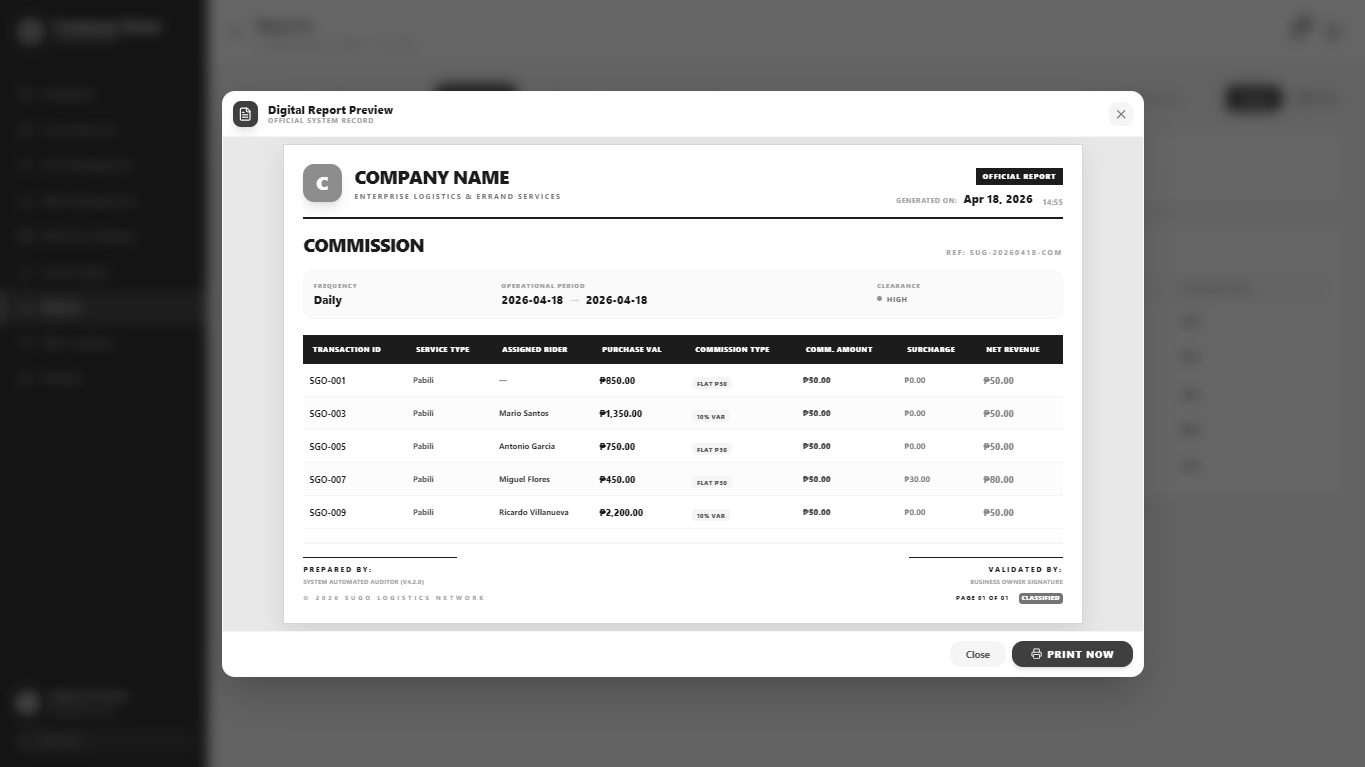 Digital Report Preview
OFFICIAL SYSTEM RECORD
C
COMPANY NAME
ENTERPRISE LOGISTICS & ERRAND SERVICES
OFFICIAL REPORT
GENERATED ON: Apr 18, 2026 14:55
COMMISSION
REF: SUG-20260418-COM
FREQUENCY OPERATIONAL PERIOD CLEARANCE
Daily 2026-04-18 → 2026-04-18 HIGH
TRANSACTION ID SERVICE TYPE ASSIGNED RIDER PURCHASE VAL COMMISSION TYPE COMM. AMOUNT SURCHARGE NET REVENUE
SGO-001 Pabili — ₱850.00 FLAT ₱50 ₱50.00 ₱0.00 ₱50.00
SGO-003 Pabili Mario Santos ₱1,350.00 10% VAR ₱50.00 ₱0.00 ₱50.00
SGO-005 Pabili Antonio Garcia ₱750.00 FLAT ₱50 ₱50.00 ₱0.00 ₱50.00
SGO-007 Pabili Miguel Flores ₱450.00 FLAT ₱50 ₱50.00 ₱30.00 ₱80.00
SGO-009 Pabili Ricardo Villanueva ₱2,200.00 10% VAR ₱50.00 ₱0.00 ₱50.00
PREPARED BY: VALIDATED BY:
SYSTEM AUTOMATED AUDITOR (V4.2.0) BUSINESS OWNER SIGNATURE
© 2026 SUGO LOGISTICS NETWORK PAGE 01 OF 01 CLASSIFIED
Close PRINT NOW